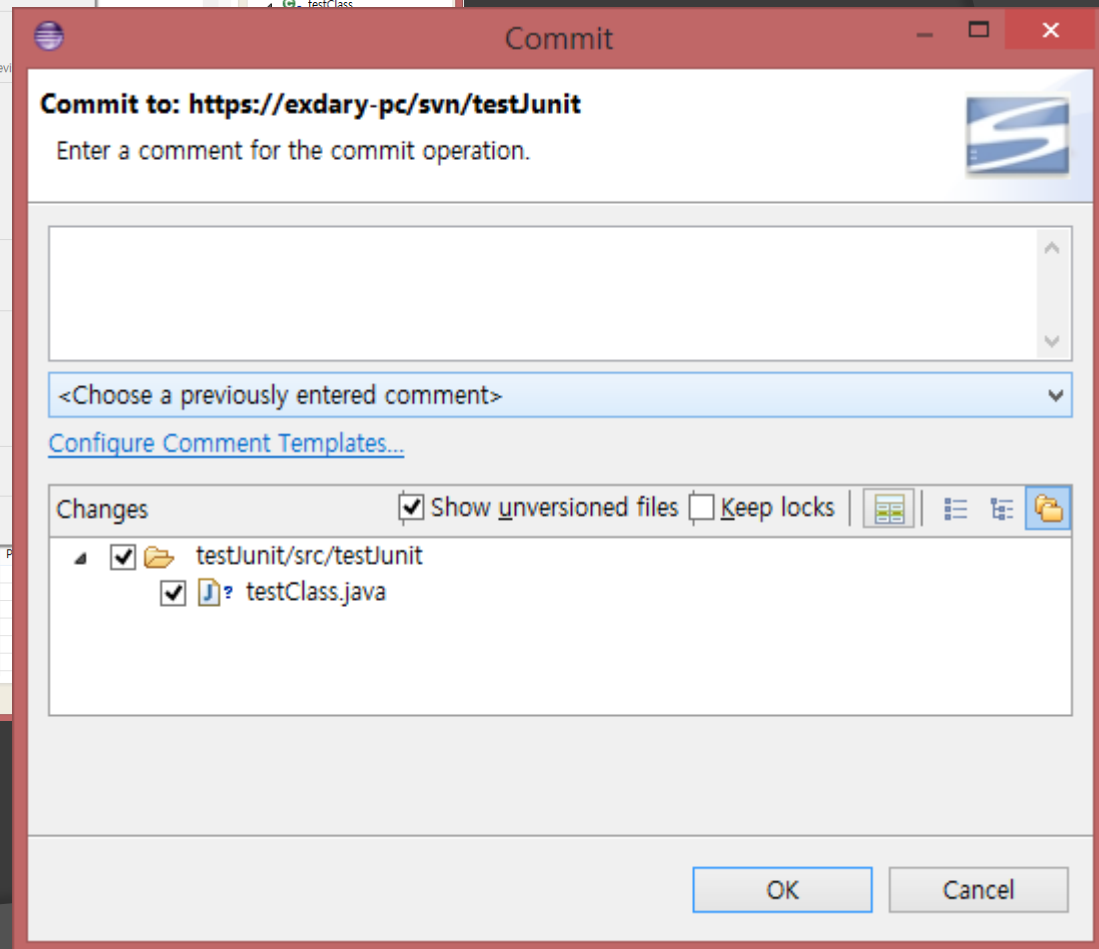 testClass
Commit
Commit to: https://exdary-pc/svn/testJunit
Enter a comment for the commit operation.
<Choose a previously entered comment>
Configure Comment Templates...
Changes Show unversioned files Keep locks
testJunit/src/testJunit
J? testClass.java
OK Cancel